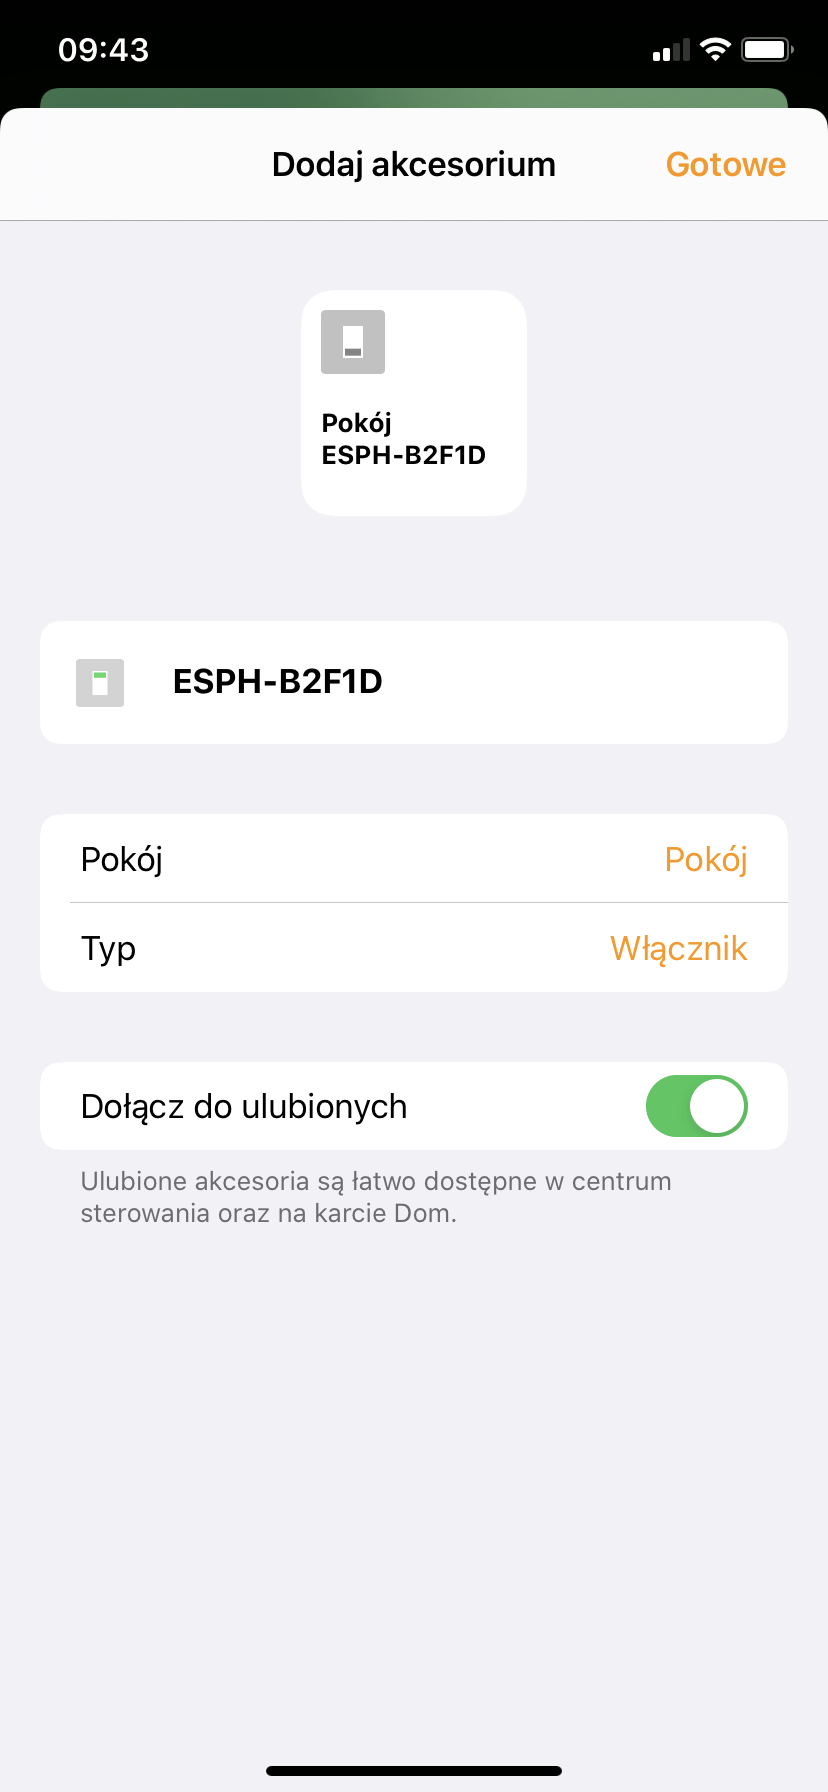 09:43
Dodaj akcesorium
Gotowe
Pokój
ESPH-B2F1D
ESPH-B2F1D
Pokój
Pokój
Typ
Włącznik
Dołącz do ulubionych
Ulubione akcesoria są łatwo dostępne w centrum
sterowania oraz na karcie Dom.